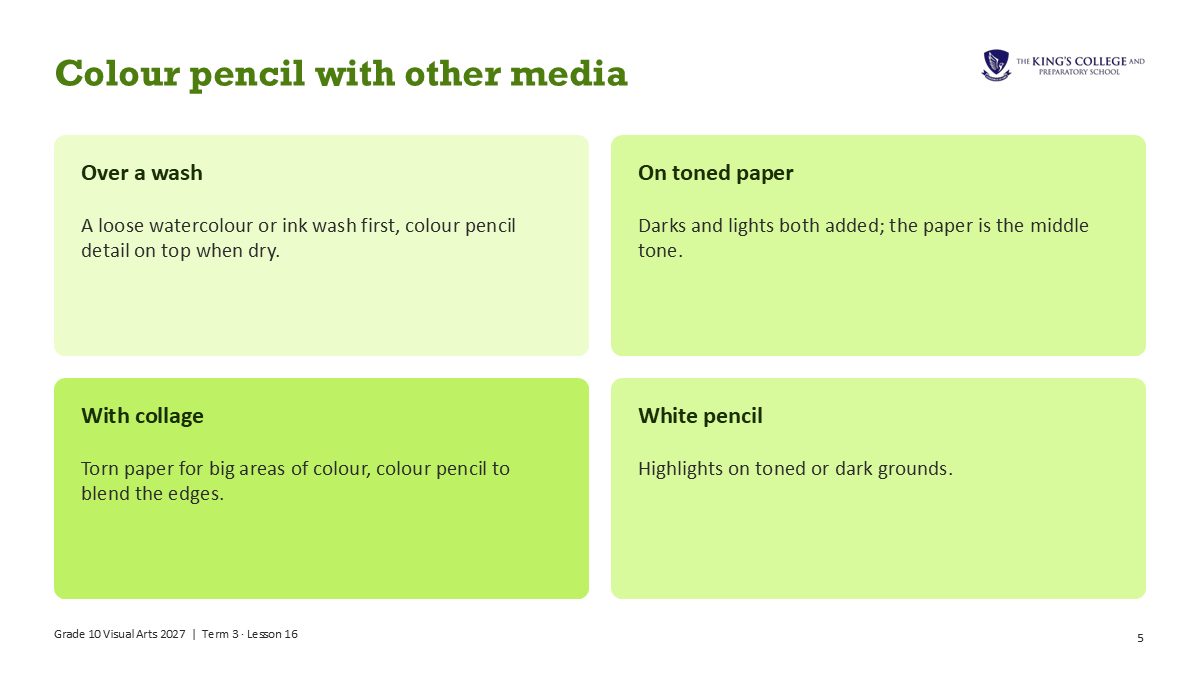 Colour pencil with other media
THE KING'S COLLEGE AND
PREPARATORY SCHOOL
Over a wash
A loose watercolour or ink wash first, colour pencil
detail on top when dry.
On toned paper
Darks and lights both added; the paper is the middle
tone.
With collage
Torn paper for big areas of colour, colour pencil to
blend the edges.
White pencil
Highlights on toned or dark grounds.
Grade 10 Visual Arts 2027 | Term 3 · Lesson 16
5